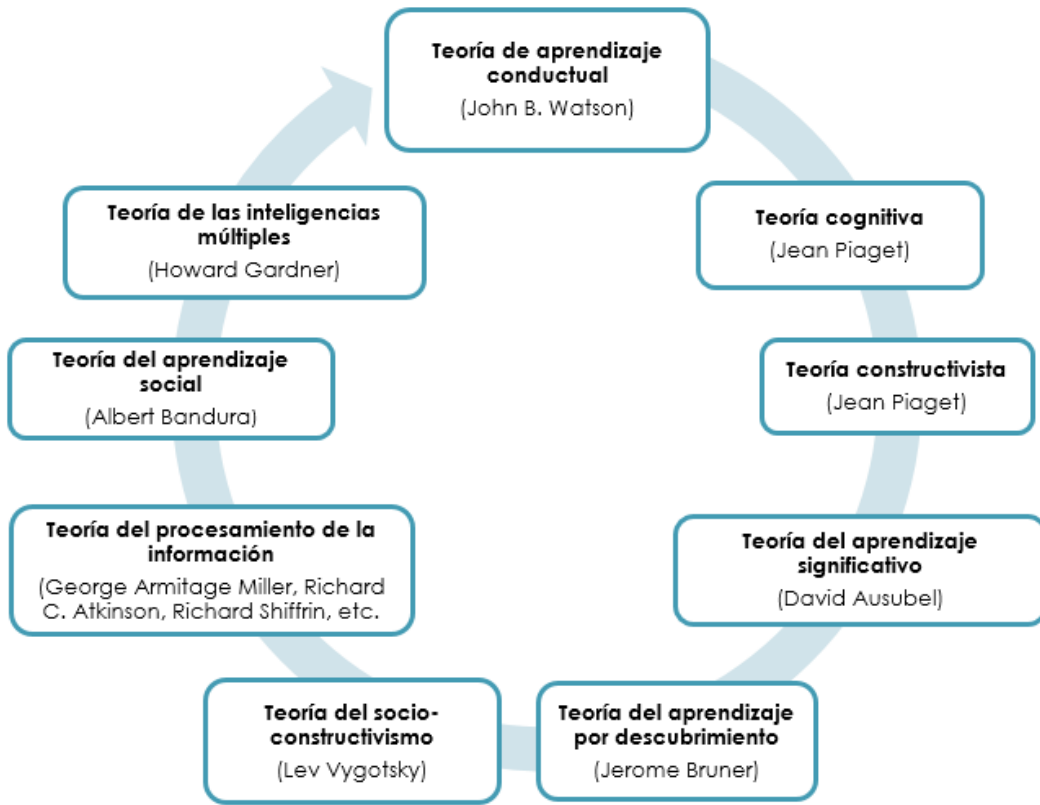 Teoría de aprendizaje
conductual
(John B. Watson)
Teoría cognitiva
(Jean Piaget)
Teoría constructivista
(Jean Piaget)
Teoría del aprendizaje
significativo
(David Ausubel)
Teoría del aprendizaje
por descubrimiento
(Jerome Bruner)
Teoría del socio-
constructivismo
(Lev Vygotsky)
Teoría del procesamiento de la
información
(George Armitage Miller, Richard
C. Atkinson, Richard Shiffrin, etc.
Teoría del aprendizaje
social
(Albert Bandura)
Teoría de las inteligencias
múltiples
(Howard Gardner)